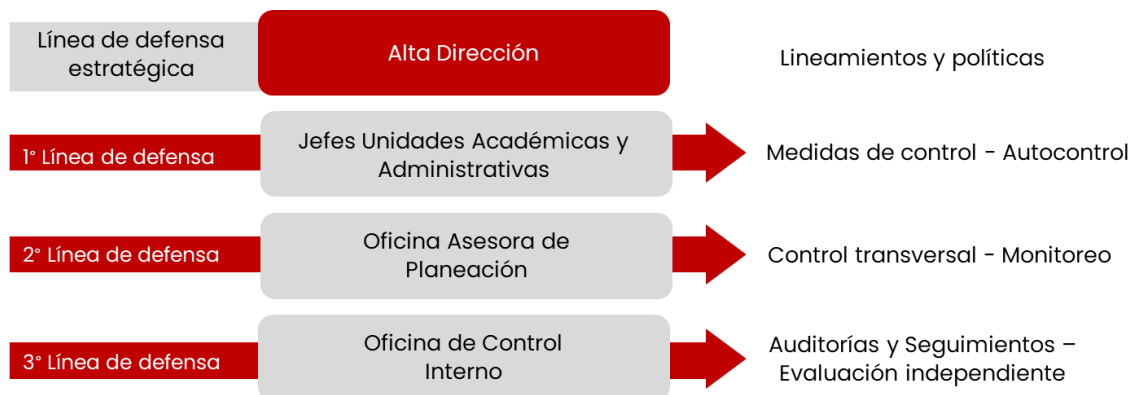 Línea de defensa
estratégica
Alta Dirección
Lineamientos y políticas
1° Línea de defensa
Jefes Unidades Académicas y
Administrativas
Medidas de control - Autocontrol
2° Línea de defensa
Oficina Asesora de
Planeación
Control transversal - Monitoreo
3° Línea de defensa
Oficina de Control
Interno
Auditorías y Seguimientos –
Evaluación independiente